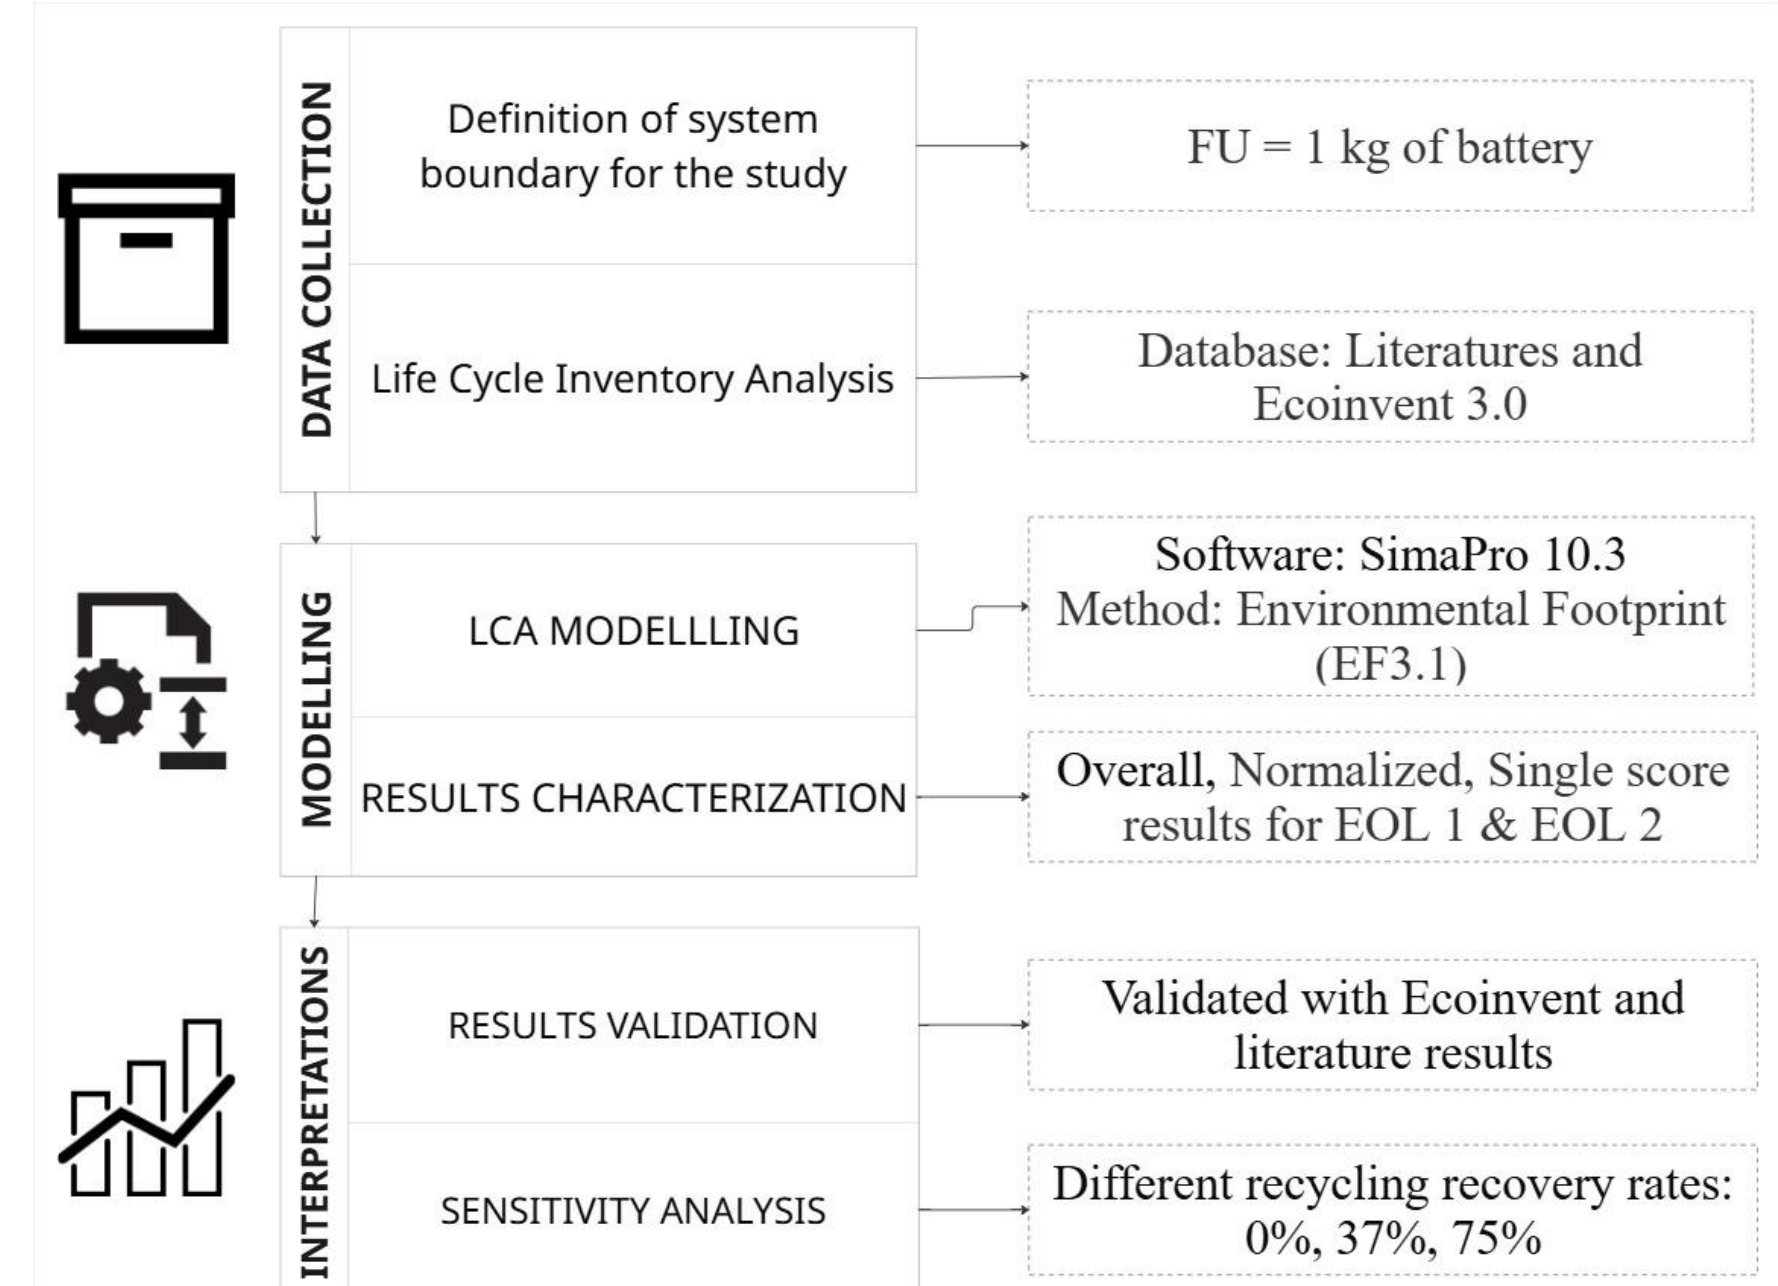 DATA COLLECTION
Definition of system
boundary for the study
FU = 1 kg of battery
Life Cycle Inventory Analysis
Database: Literatures and
Ecoinvent 3.0
MODELLING
LCA MODELLLING
Software: SimaPro 10.3
Method: Environmental Footprint
(EF3.1)
RESULTS CHARACTERIZATION
Overall, Normalized, Single score
results for EOL 1 & EOL 2
INTERPRETATIONS
RESULTS VALIDATION
Validated with Ecoinvent and
literature results
SENSITIVITY ANALYSIS
Different recycling recovery rates:
0%, 37%, 75%